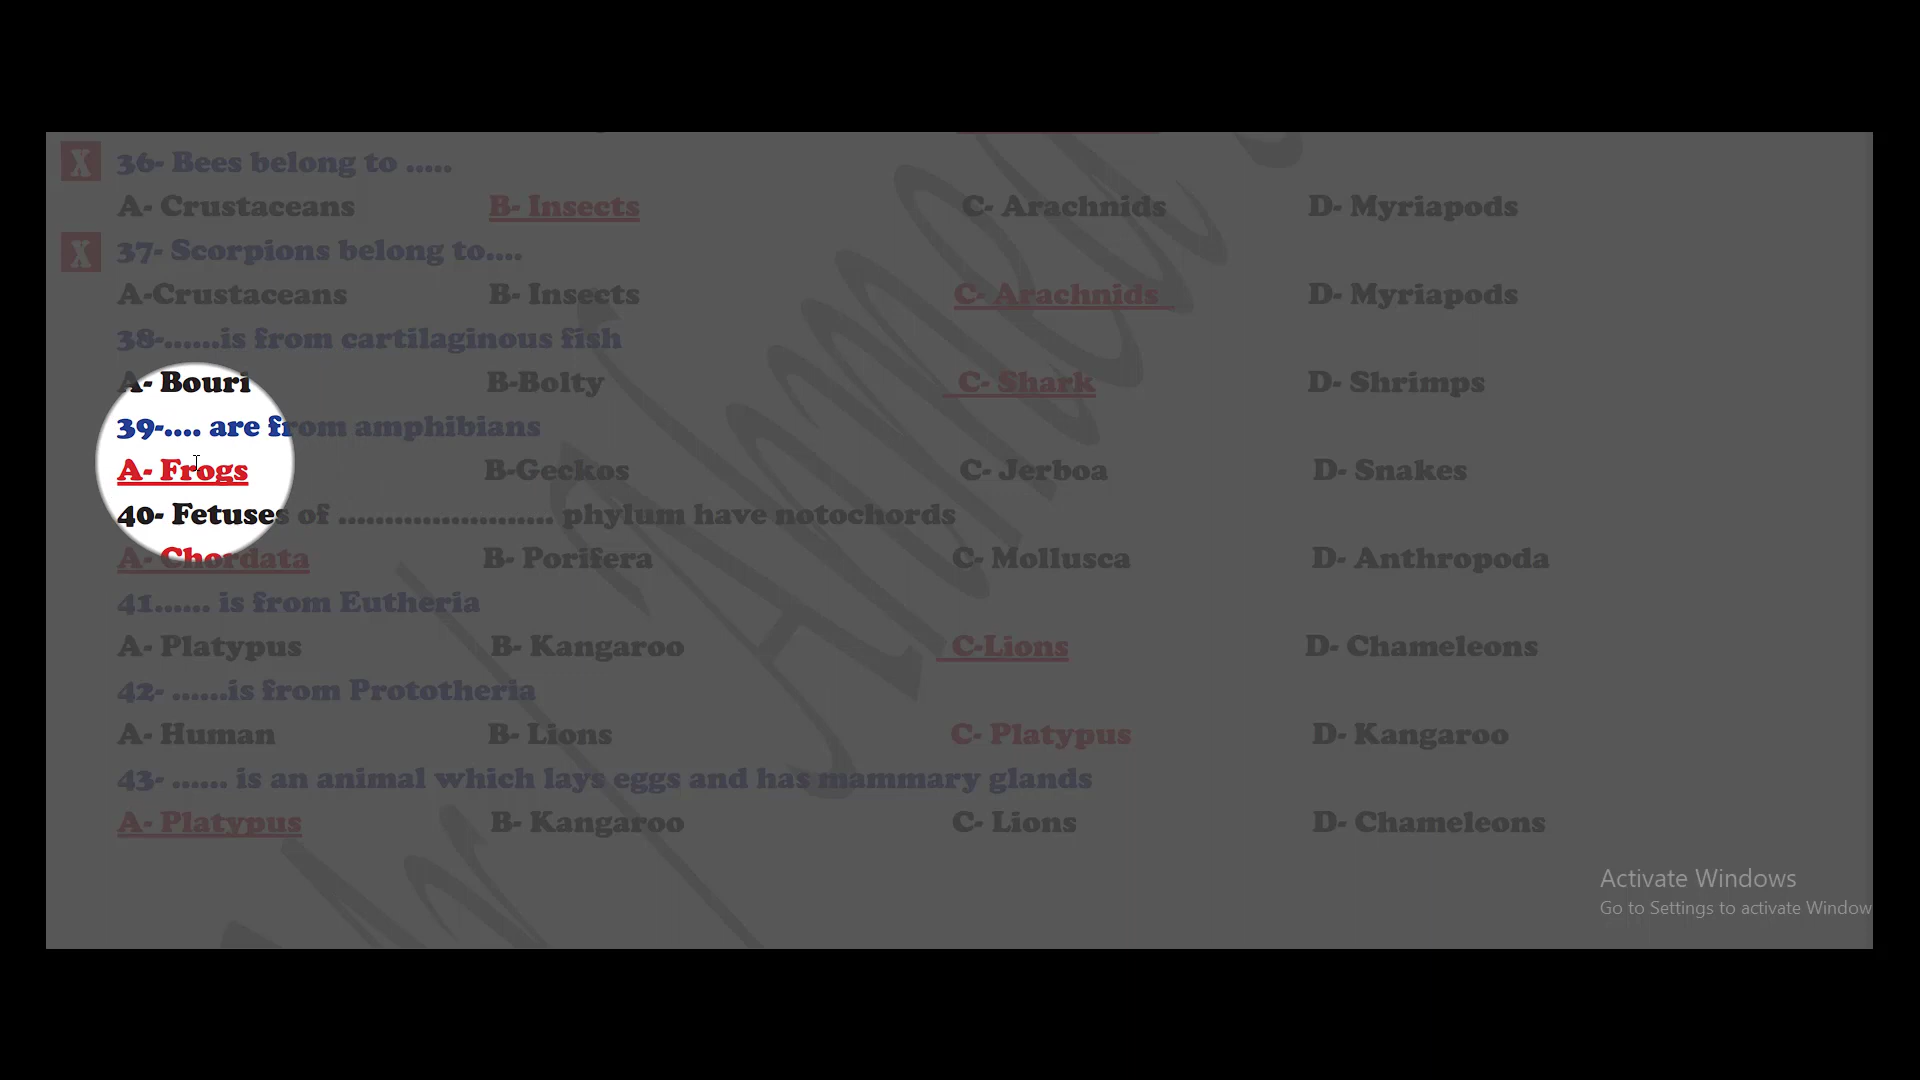 X 36- Bees belong to .....
A- Crustaceans B- Insects C- Arachnids D- Myriapods
X 37- Scorpions belong to....
A-Crustaceans B- Insects C- Arachnids D- Myriapods
38-......is from cartilaginous fish
A- Bouri B-Bolty C- Shark D- Shrimps
39-.... are from amphibians
A- Frogs B-Geckos C- Jerboa D- Snakes
40- Fetuses of ....................... phylum have notochords
A- Chordata B- Porifera C- Mollusca D- Anthropoda
41...... is from Eutheria
A- Platypus B- Kangaroo C-Lions D- Chameleons
42- ......is from Prototheria
A- Human B- Lions C- Platypus D- Kangaroo
43- ...... is an animal which lays eggs and has mammary glands
A- Platypus B- Kangaroo C- Lions D- Chameleons
Activate Windows
Go to Settings to activate Window